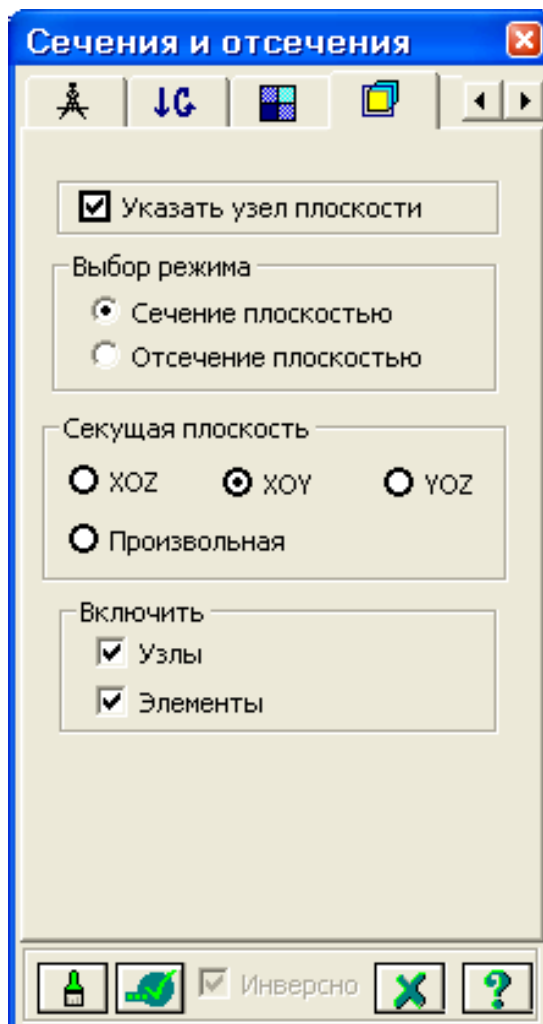 Сечения и отсечения
Указать узел плоскости
Выбор режима
Сечение плоскостью
Отсечение плоскостью
Секущая плоскость
XOZ XOY YOZ
Произвольная
Включить
Узлы
Элементы
Инверсно